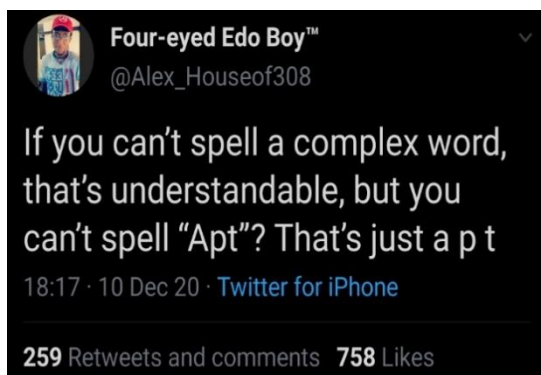 Four-eyed Edo Boy™
@Alex_Houseof308
If you can’t spell a complex word,
that’s understandable, but you
can’t spell “Apt”? That’s just a p t
18:17 · 10 Dec 20 · Twitter for iPhone
259 Retweets and comments 758 Likes